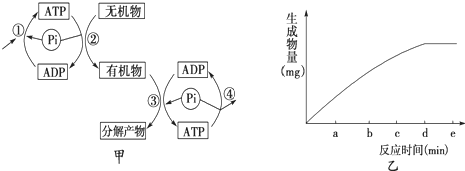 ATP
无机物
①
Pi
②
ADP
有机物
ADP
③
Pi
④
分解产物
ATP
甲
生成物量(mg)
a
b
c
d
e
反应时间(min)
乙